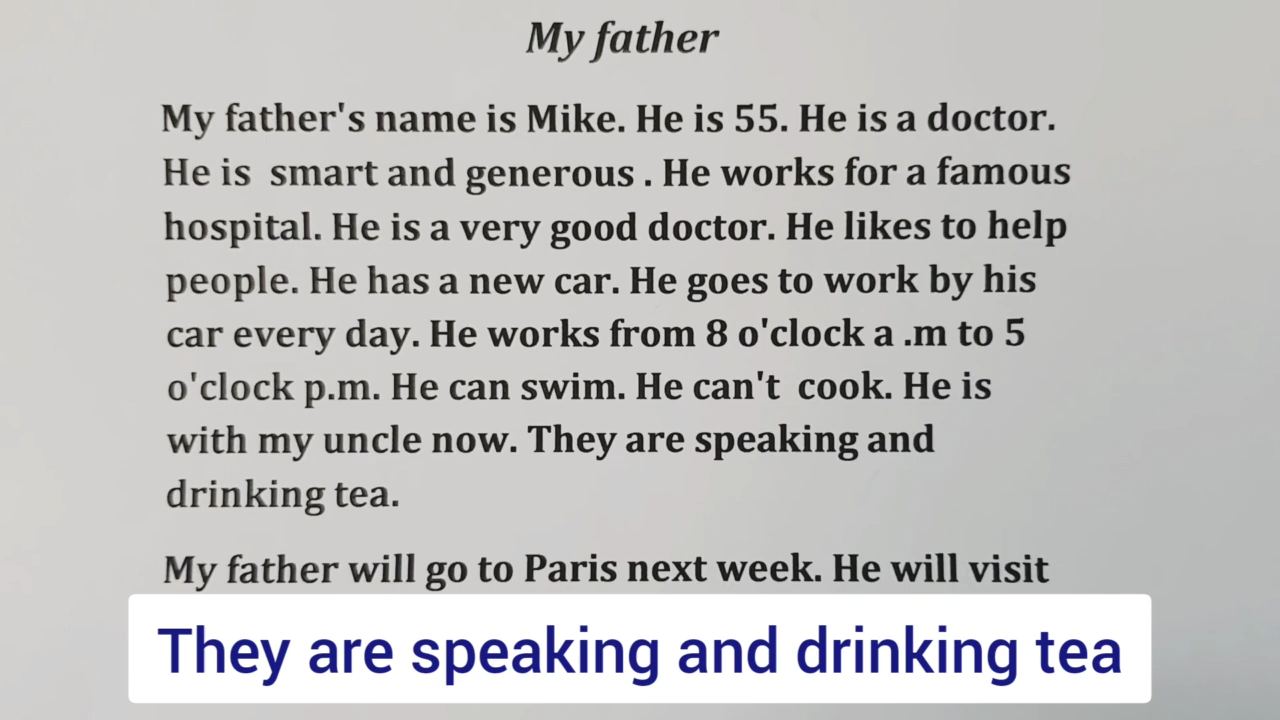 My father
My father's name is Mike. He is 55. He is a doctor.
He is  smart and generous . He works for a famous
hospital. He is a very good doctor. He likes to help
people. He has a new car. He goes to work by his
car every day. He works from 8 o'clock a .m to 5
o'clock p.m. He can swim. He can't  cook. He is
with my uncle now. They are speaking and
drinking tea.
My father will go to Paris next week. He will visit
They are speaking and drinking tea